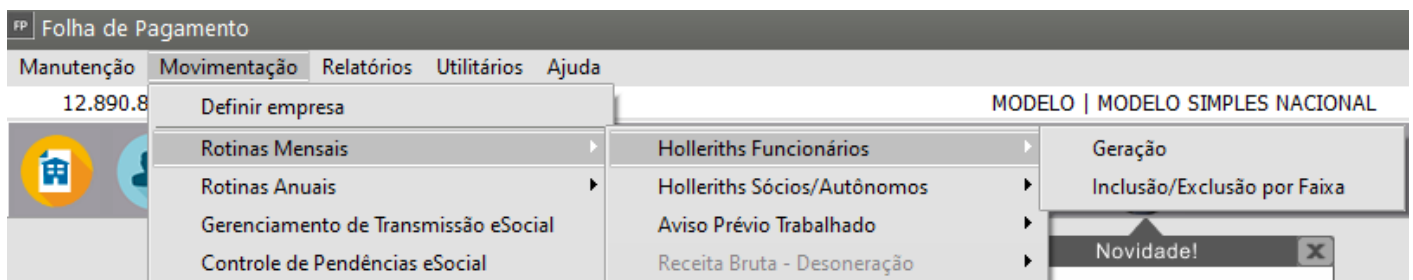 FP Folha de Pagamento
Manutenção Movimentação Relatórios Utilitários Ajuda
12.890.8 MODELO | MODELO SIMPLES NACIONAL
Definir empresa
Rotinas Mensais Holleriths Funcionários Geração
Rotinas Anuais Holleriths Sócios/Autônomos Inclusão/Exclusão por Faixa
Gerenciamento de Transmissão eSocial Aviso Prévio Trabalhado
Controle de Pendências eSocial Receita Bruta - Desoneração Novidade!